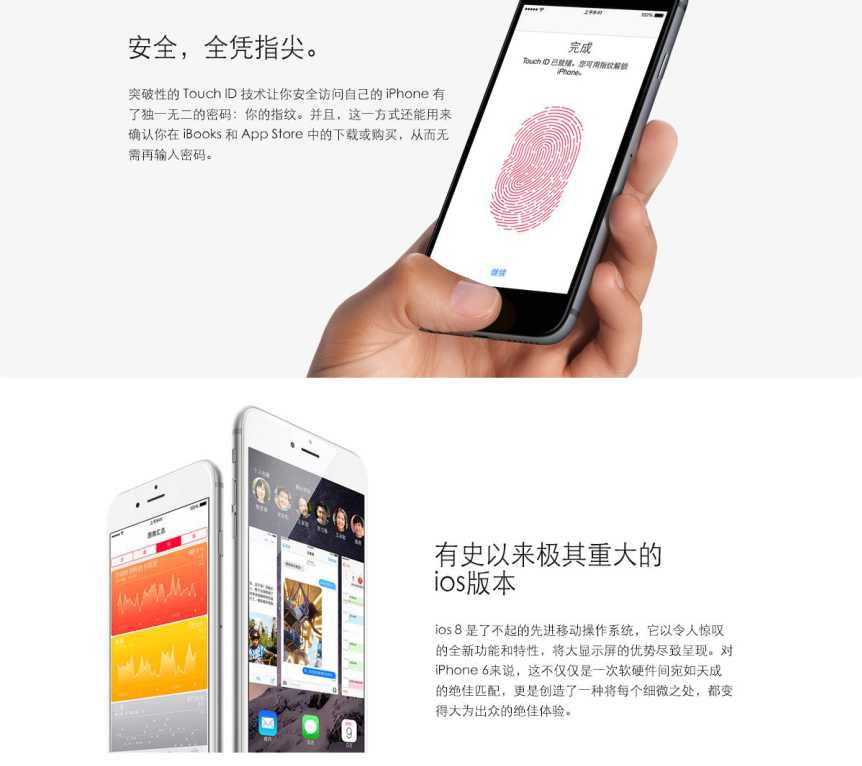 安全，全凭指尖。
突破性的 Touch ID 技术让你安全访问自己的 iPhone 有
了独一无二的密码：你的指纹。并且，这一方式还能用来
确认你在 iBooks 和 App Store 中的下载或购买，从而无
需再输入密码。
上午9:41
100%
完成
Touch ID 已就绪。您可用指纹解锁
iPhone。
继续
有史以来极其重大的
ios版本
ios 8 是了不起的先进移动操作系统，它以令人惊叹
的全新功能和特性，将大显示屏的优势尽致呈现。对
iPhone 6来说，这不仅仅是一次软硬件间宛如天成
的绝佳匹配，更是创造了一种将每个细微之处，都变
得大为出众的绝佳体验。
9